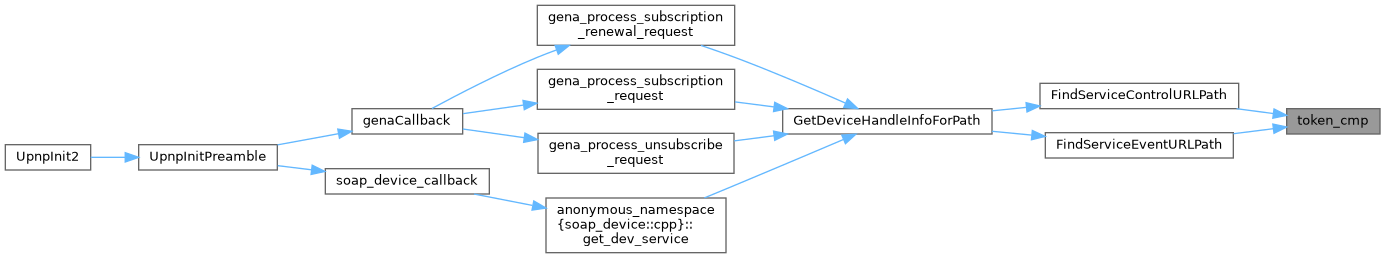 gena_process_subscription
_renewal_request
gena_process_subscription
_request
FindServiceControlURLPath
genaCallback
GetDeviceHandleInfoForPath
token_cmp
gena_process_unsubscribe
_request
FindServiceEventURLPath
UpnpInit2
UpnpInitPreamble
soap_device_callback
anonymous_namespace
{soap_device::cpp}::
get_dev_service